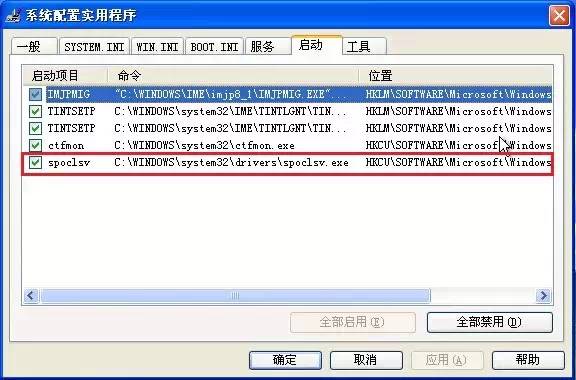 系统配置实用程序
一般 SYSTEM.INI WIN.INI BOOT.INI 服务 启动 工具
启动项目 命令 位置
IMJPMIG "C:\WINDOWS\IME\imjp8_1\IMJPMIG.EXE"... HKLM\SOFTWARE\Microsoft\Windows
TINTSETP C:\WINDOWS\system32\IME\TINTLGNT\TIN... HKLM\SOFTWARE\Microsoft\Windows
TINTSETP C:\WINDOWS\system32\IME\TINTLGNT\TIN... HKLM\SOFTWARE\Microsoft\Windows
ctfmon C:\WINDOWS\system32\ctfmon.exe HKCU\SOFTWARE\Microsoft\Windows
spoclsv C:\WINDOWS\system32\drivers\spoclsv.exe HKCU\SOFTWARE\Microsoft\Windows
全部启用(E) 全部禁用(D)
确定 取消 应用(A) 帮助